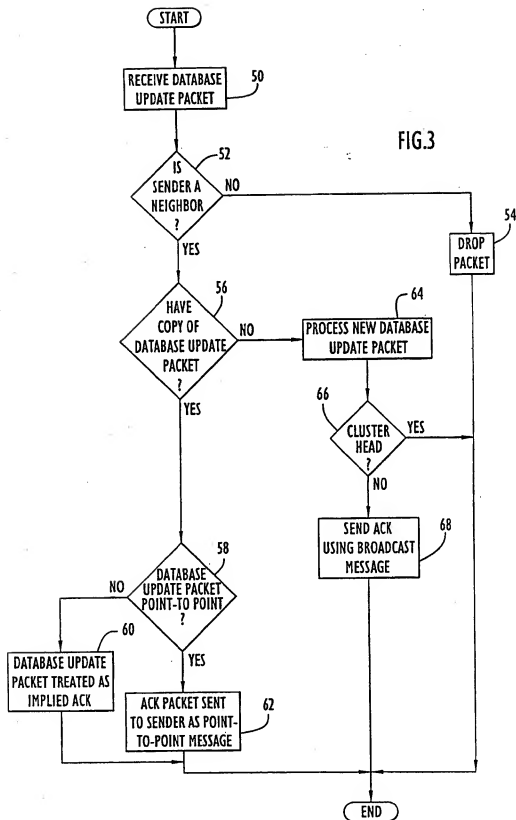 START
RECEIVE DATABASE
UPDATE PACKET
50
FIG.3
52
IS
SENDER A
NEIGHBOR
?
NO
YES
54
DROP
PACKET
56
HAVE
COPY OF
DATABASE UPDATE
PACKET
?
NO
YES
64
PROCESS NEW DATABASE
UPDATE PACKET
66
CLUSTER
HEAD
?
YES
NO
68
SEND ACK
USING BROADCAST
MESSAGE
58
DATABASE
UPDATE PACKET
POINT-TO POINT
?
NO
YES
60
DATABASE UPDATE
PACKET TREATED AS
IMPLIED ACK
62
ACK PACKET SENT
TO SENDER AS POINT-
TO-POINT MESSAGE
END